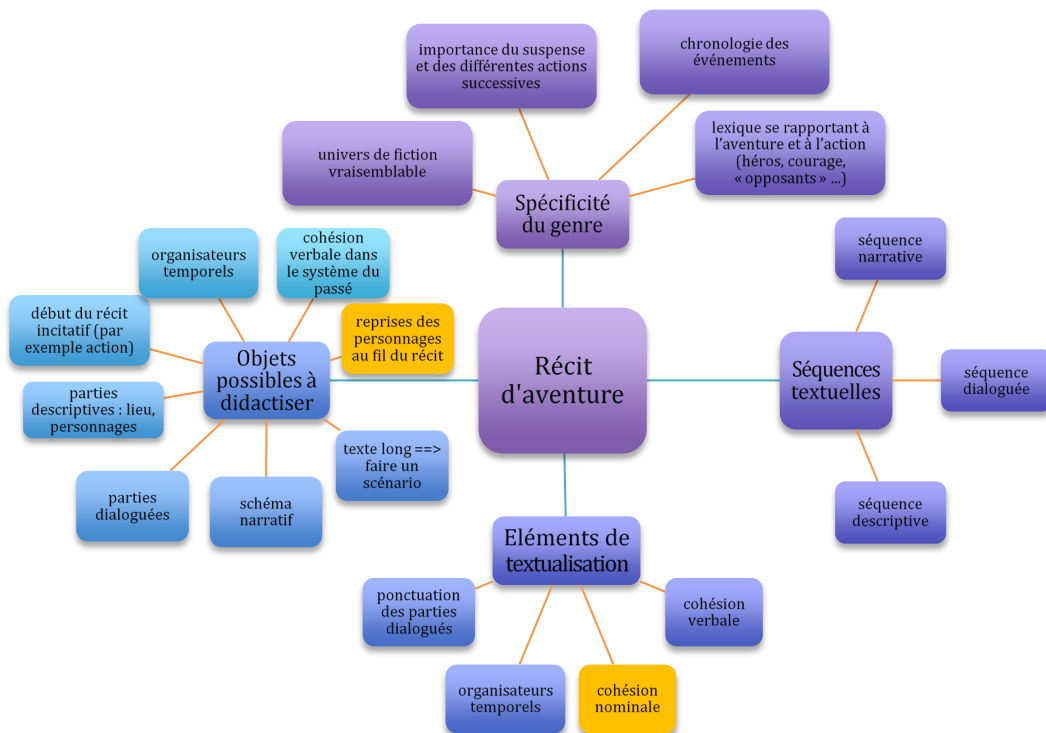 importance du suspense
et des différentes actions
successives
chronologie des
événements
univers de fiction
vraisemblable
lexique se rapportant à
l'aventure et à l'action
(héros, courage,
« opposants » ...)
Spécificité
du genre
organisateurs
temporels
cohésion
verbale dans
le système du
passé
début du récit
incitatif (par
exemple action)
reprises des
personnages
au fil du récit
Objets
possibles à
didactiser
parties
descriptives : lieu,
personnages
parties
dialoguées
schéma
narratif
texte long ==>
faire un
scénario
Récit
d'aventure
séquence
narrative
Séquences
textuelles
séquence
dialoguée
séquence
descriptive
Eléments de
textualisation
ponctuation
des parties
dialogués
cohésion
verbale
organisateurs
temporels
cohésion
nominale